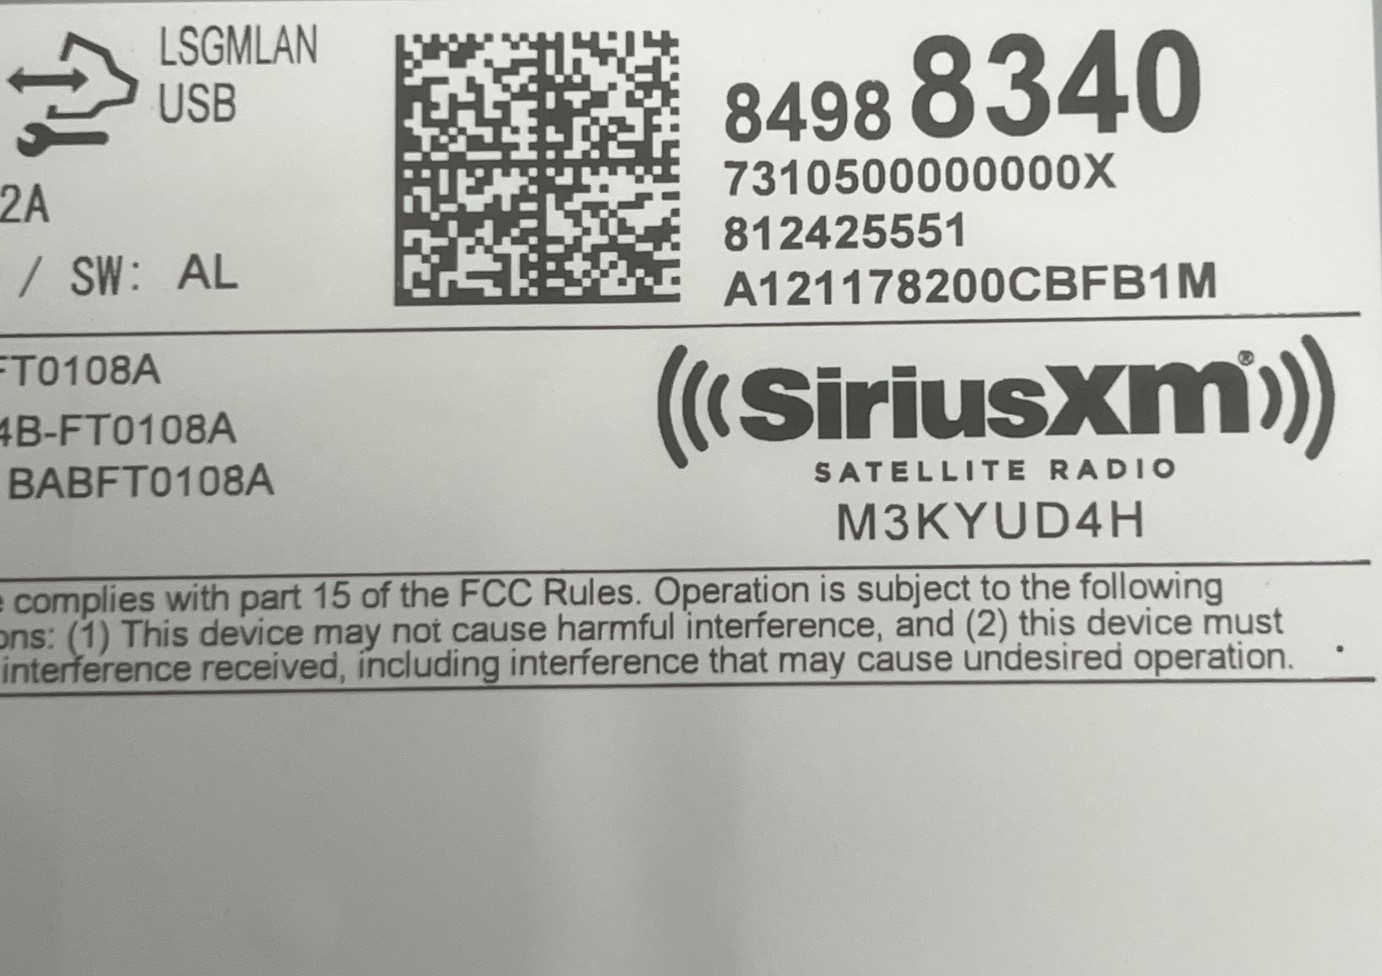 LSGMLAN
USB
2A
/ SW: AL
8498 8340
7310500000000X
812425551
A121178200CBFB1M
FT0108A
4B-FT0108A
BABFT0108A
SiriusXm®
SATELLITE RADIO
M3KYUD4H
e complies with part 15 of the FCC Rules. Operation is subject to the following
ons: (1) This device may not cause harmful interference, and (2) this device must
interference received, including interference that may cause undesired operation.